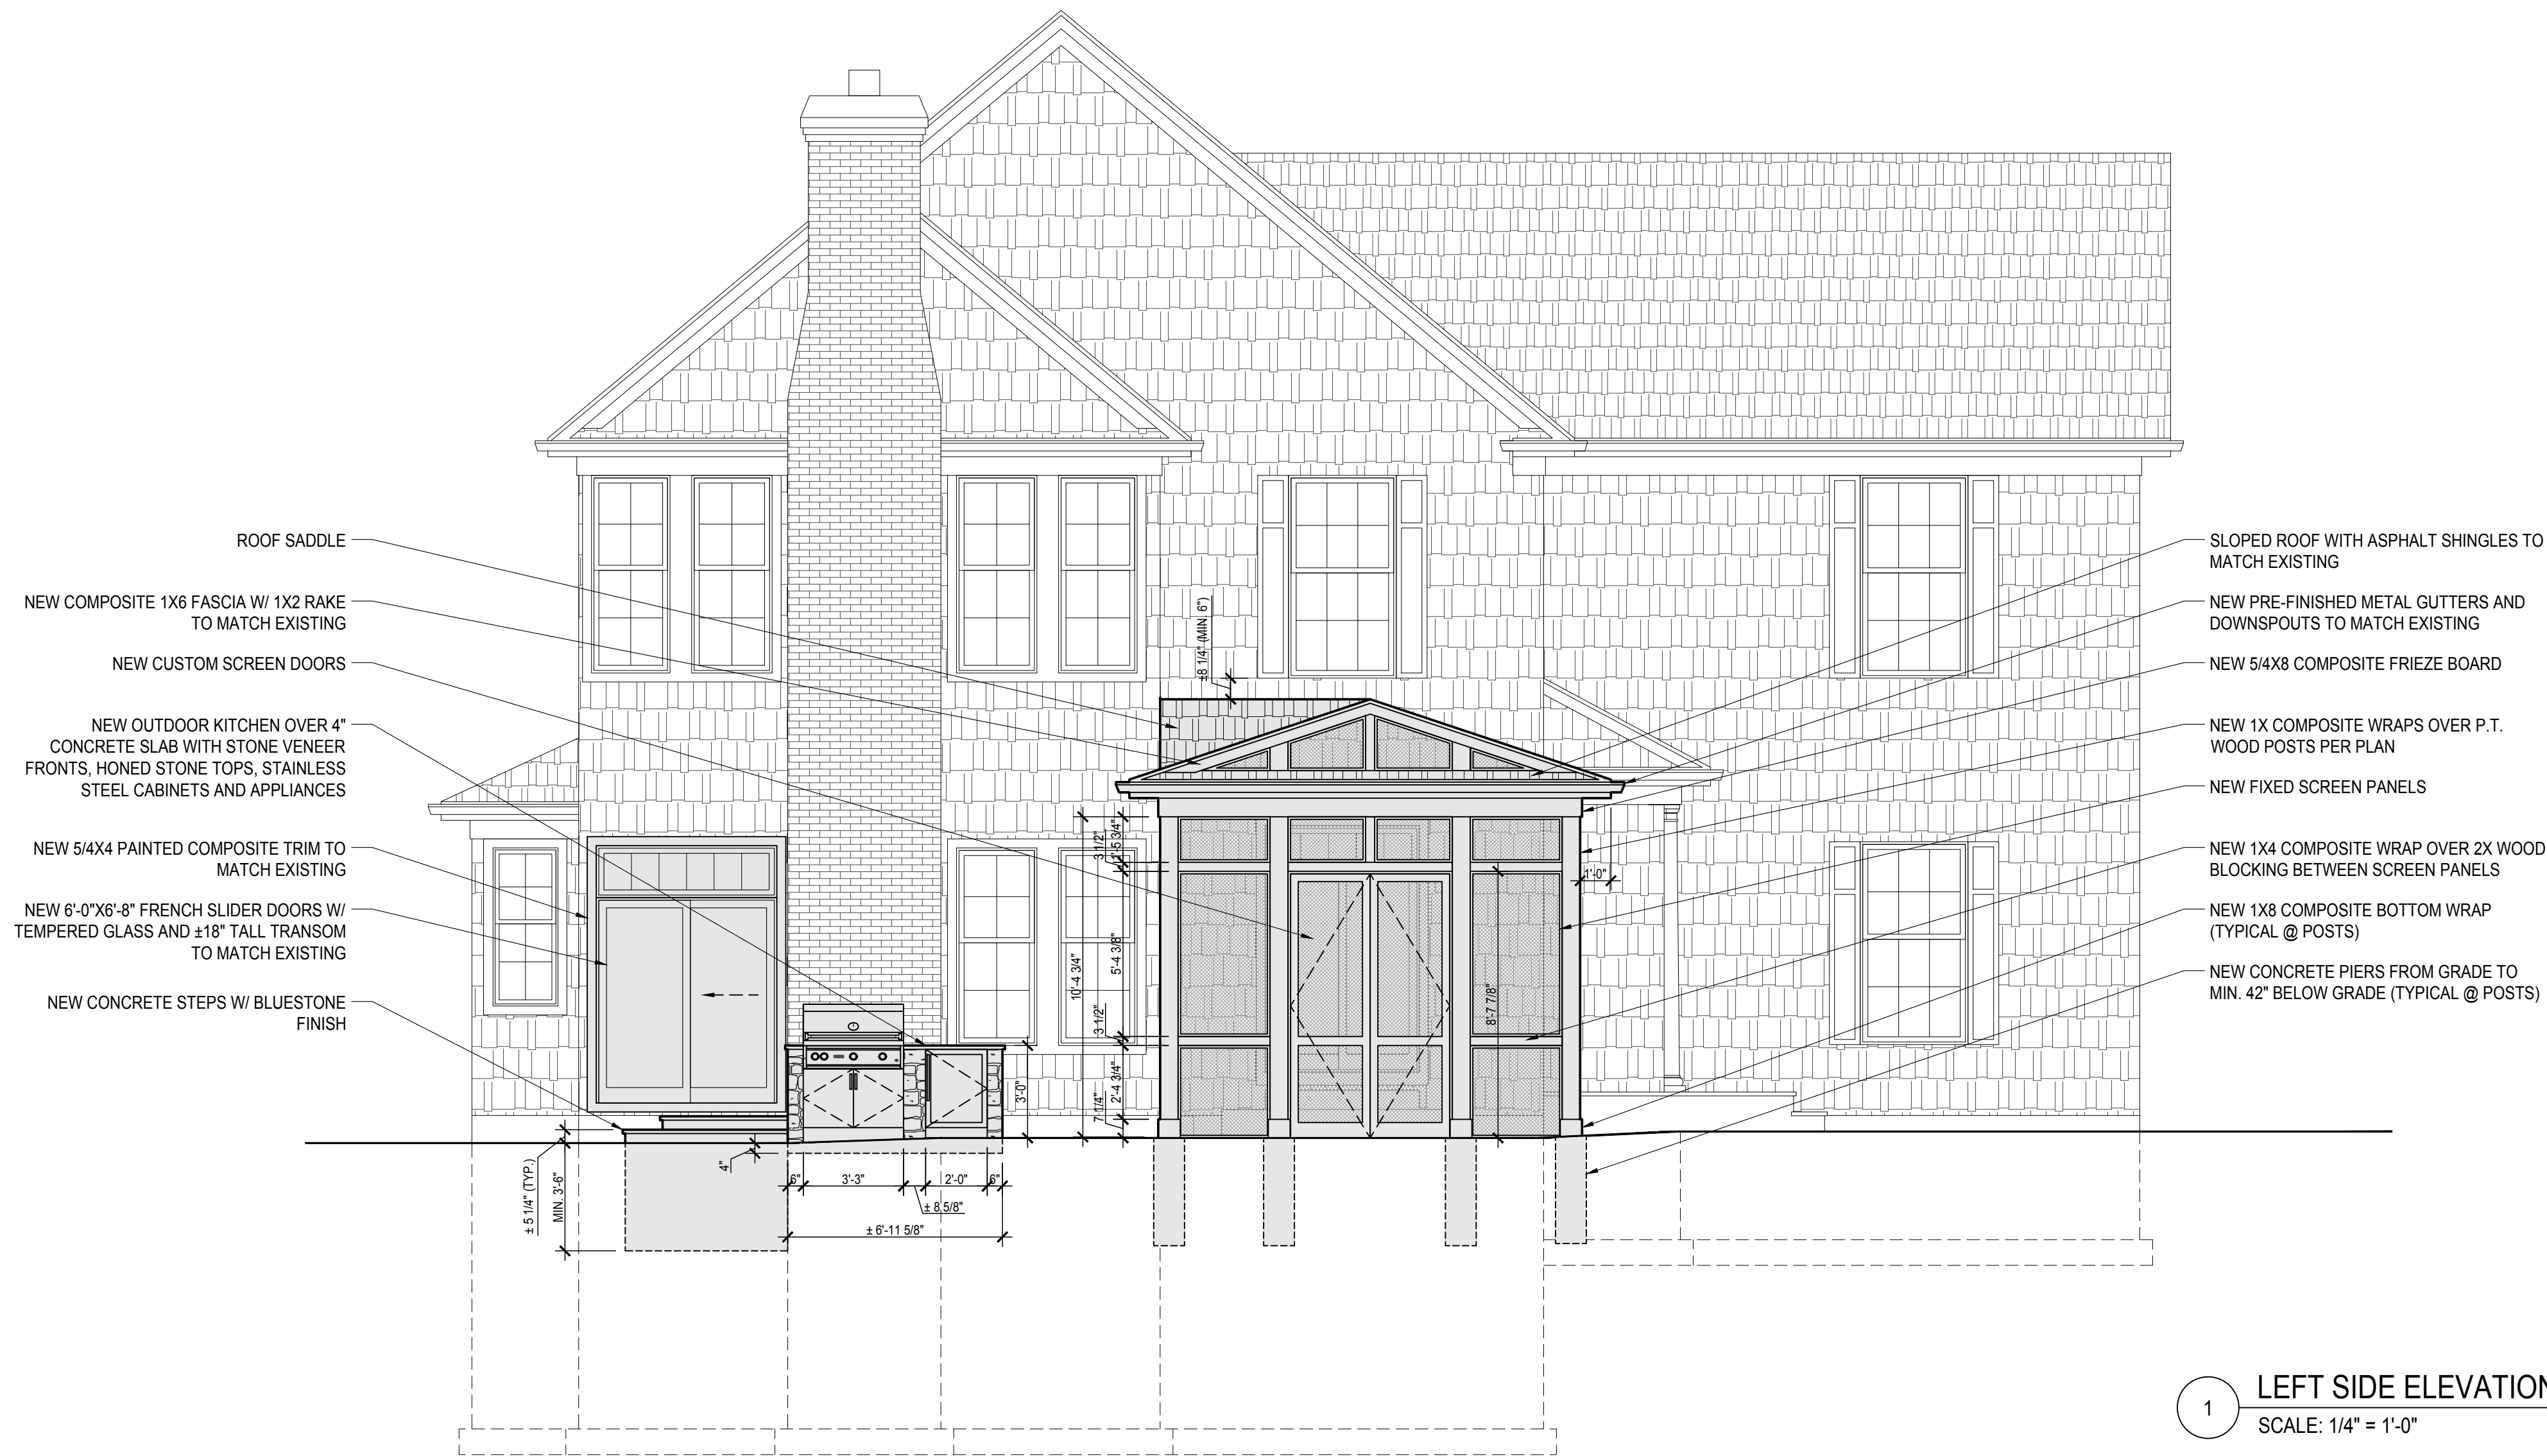 ROOF SADDLE
NEW COMPOSITE 1X6 FASCIA W/ 1X2 RAKE
TO MATCH EXISTING
NEW CUSTOM SCREEN DOORS
NEW OUTDOOR KITCHEN OVER 4"
CONCRETE SLAB WITH STONE VENEER
FRONTS, HONED STONE TOPS, STAINLESS
STEEL CABINETS AND APPLIANCES
NEW 5/4X4 PAINTED COMPOSITE TRIM TO
MATCH EXISTING
NEW 6'-0"X6'-8" FRENCH SLIDER DOORS W/
TEMPERED GLASS AND ±18" TALL TRANSOM
TO MATCH EXISTING
NEW CONCRETE STEPS W/ BLUESTONE
FINISH
± 5 1/4" (TYP.)
MIN. 3'-6"
4"
6"
3'-3"
± 8 5/8"
2'-0"
6"
± 6'-11 5/8"
3'-0"
±8 1/4" (MIN. 6")
10'-4 3/4"
3 1/2"
1'-5 3/4"
5'-4 3/8"
3 1/2"
2'-4 3/4"
7 1/4"
8'-7 7/8"
1'-0"
SLOPED ROOF WITH ASPHALT SHINGLES TO
MATCH EXISTING
NEW PRE-FINISHED METAL GUTTERS AND
DOWNSPOUTS TO MATCH EXISTING
NEW 5/4X8 COMPOSITE FRIEZE BOARD
NEW 1X COMPOSITE WRAPS OVER P.T.
WOOD POSTS PER PLAN
NEW FIXED SCREEN PANELS
NEW 1X4 COMPOSITE WRAP OVER 2X WOOD
BLOCKING BETWEEN SCREEN PANELS
NEW 1X8 COMPOSITE BOTTOM WRAP
(TYPICAL @ POSTS)
NEW CONCRETE PIERS FROM GRADE TO
MIN. 42" BELOW GRADE (TYPICAL @ POSTS)
1
LEFT SIDE ELEVATION
SCALE: 1/4" = 1'-0"